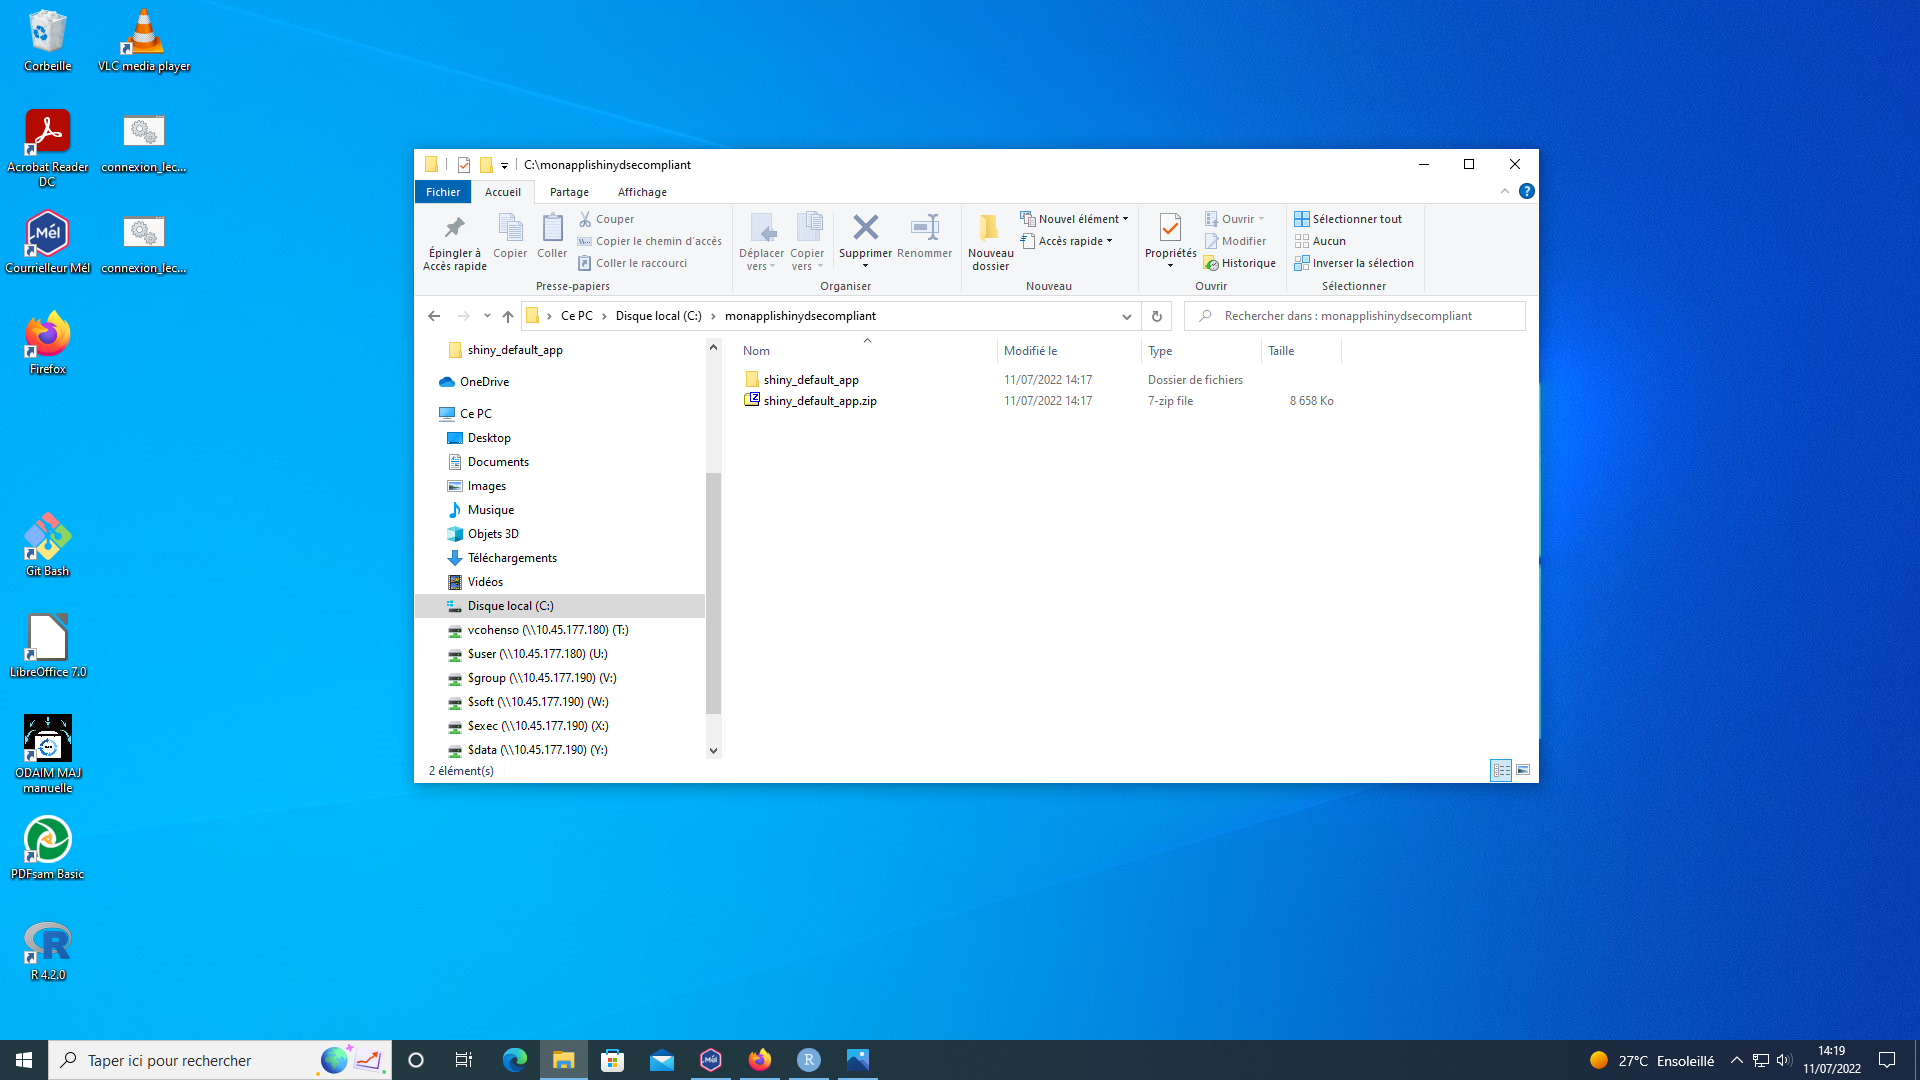 Corbeille
VLC media player
Acrobat Reader
DC
connexion_lec...
Courrielleur Mél
connexion_lec...
Firefox
Git Bash
LibreOffice 7.0
ODAIM MAJ
manuelle
PDFsam Basic
R 4.2.0
C:\monapplishinydsecompliant
Fichier
Accueil
Partage
Affichage
Épingler à
Accès rapide
Copier
Coller
Couper
Copier le chemin d'accès
Coller le raccourci
Presse-papiers
Déplacer
vers
Copier
vers
Supprimer
Renommer
Organiser
Nouveau
dossier
Nouvel élément
Accès rapide
Nouveau
Propriétés
Ouvrir
Modifier
Historique
Ouvrir
Sélectionner tout
Aucun
Inverser la sélection
Sélectionner
Ce PC > Disque local (C:) > monapplishinydsecompliant
Rechercher dans : monapplishinydsecompliant
shiny_default_app
OneDrive
Ce PC
Desktop
Documents
Images
Musique
Objets 3D
Téléchargements
Vidéos
Disque local (C:)
vcohenso (\\10.45.177.180) (T:)
$user (\\10.45.177.180) (U:)
$group (\\10.45.177.190) (V:)
$soft (\\10.45.177.190) (W:)
$exec (\\10.45.177.190) (X:)
$data (\\10.45.177.190) (Y:)
Nom Modifié le Type Taille
shiny_default_app 11/07/2022 14:17 Dossier de fichiers
shiny_default_app.zip 11/07/2022 14:17 7-zip file 8 658 Ko
2 élément(s)
Taper ici pour rechercher
27°C Ensoleillé
14:19
11/07/2022